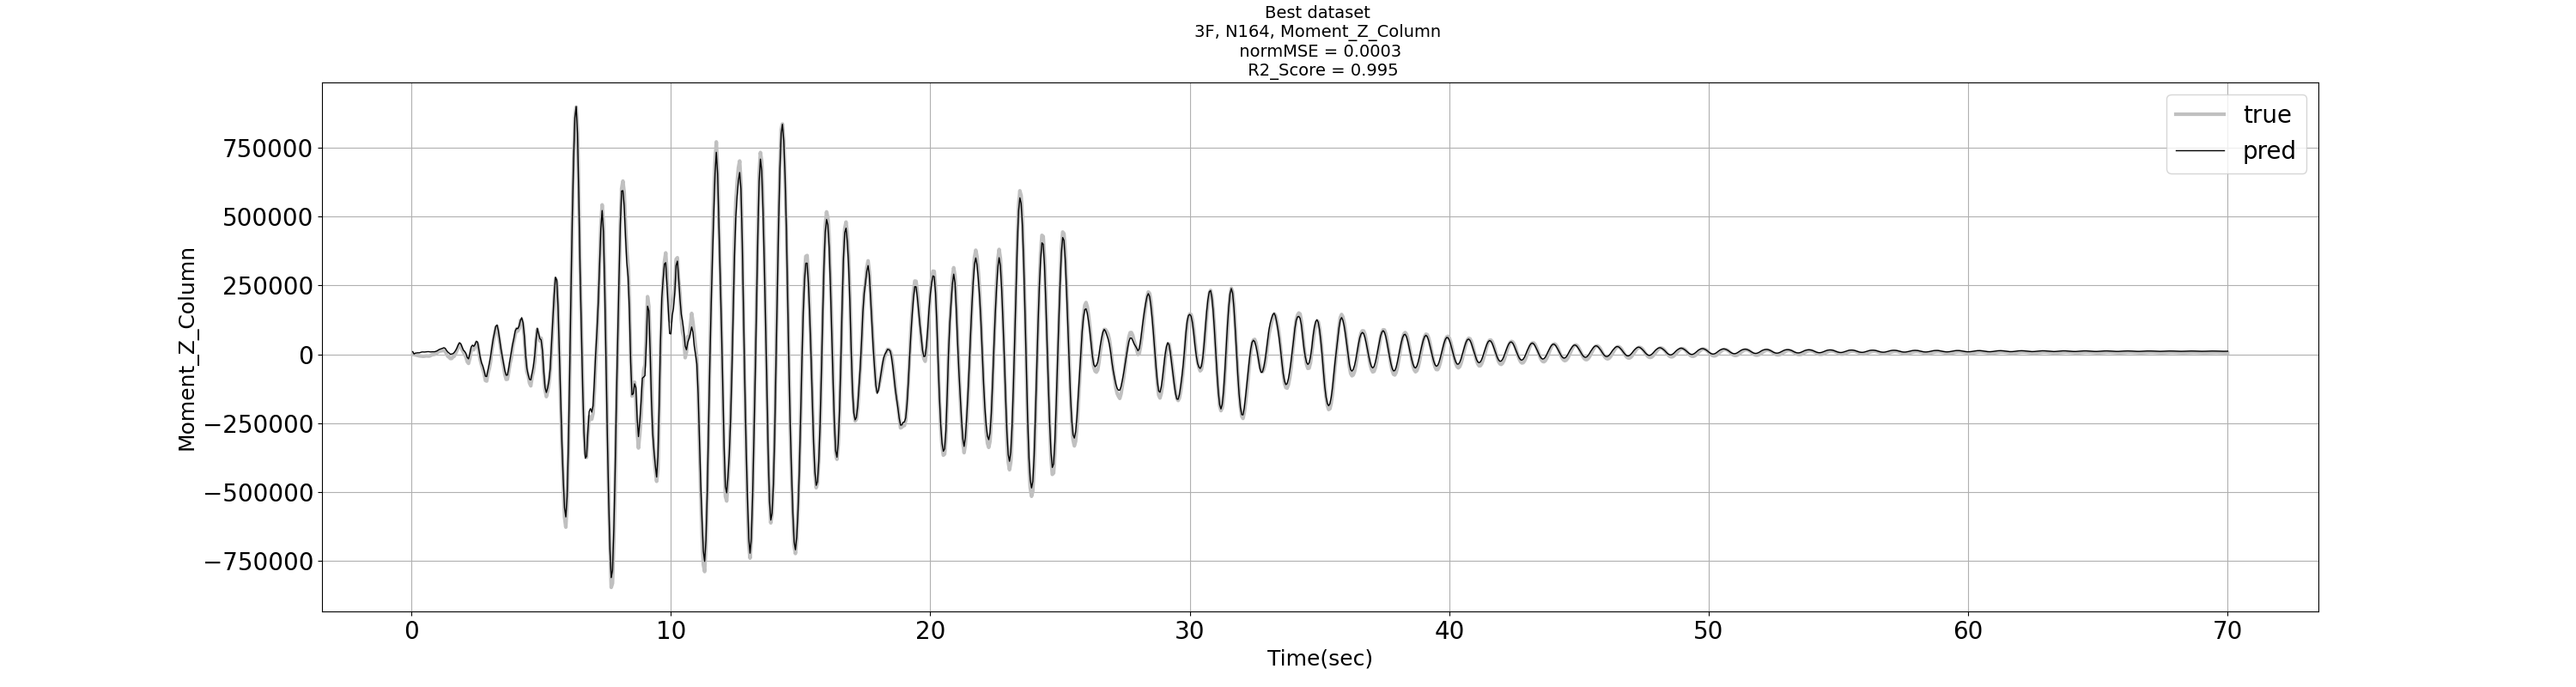 Best dataset
3F, N164, Moment_Z_Column
normMSE = 0.0003
R2_Score = 0.995
true
pred
Moment_Z_Column
750000
500000
250000
0
−250000
−500000
−750000
0 10 20 30 40 50 60 70
Time(sec)